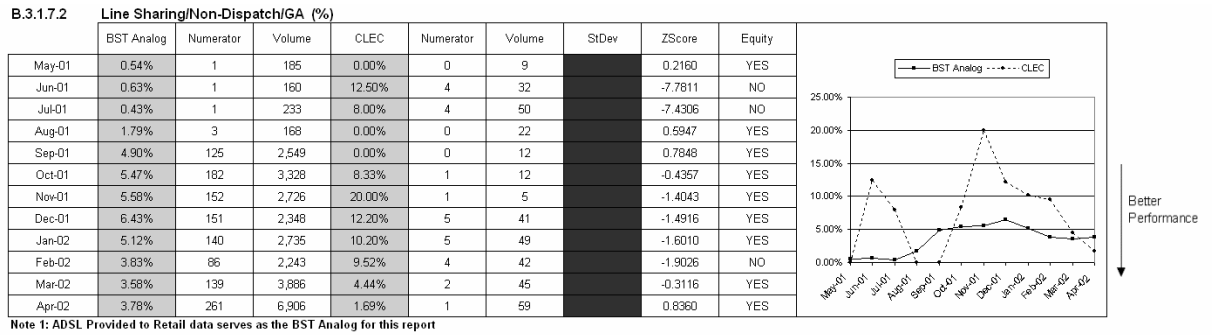 B.3.1.7.2 Line Sharing/Non-Dispatch/GA (%)
BST Analog Numerator Volume CLEC Numerator Volume StDev ZScore Equity
May-01 0.54% 1 185 0.00% 0 9 0.2160 YES
Jun-01 0.63% 1 160 12.50% 4 32 -7.7811 NO
Jul-01 0.43% 1 233 8.00% 4 50 -7.4306 NO
Aug-01 1.79% 3 168 0.00% 0 22 0.5947 YES
Sep-01 4.90% 125 2,549 0.00% 0 12 0.7848 YES
Oct-01 5.47% 182 3,328 8.33% 1 12 -0.4357 YES
Nov-01 5.58% 152 2,726 20.00% 1 5 -1.4043 YES
Dec-01 6.43% 151 2,348 12.20% 5 41 -1.4916 YES
Jan-02 5.12% 140 2,735 10.20% 5 49 -1.6010 YES
Feb-02 3.83% 86 2,243 9.52% 4 42 -1.9026 NO
Mar-02 3.58% 139 3,886 4.44% 2 45 -0.3116 YES
Apr-02 3.78% 261 6,906 1.69% 1 59 0.8360 YES
Note 1: ADSL Provided to Retail data serves as the BST Analog for this report
BST Analog CLEC
25.00%
20.00%
15.00%
10.00%
5.00%
0.00%
May-01 Jun-01 Jul-01 Aug-01 Sep-01 Oct-01 Nov-01 Dec-01 Jan-02 Feb-02 Mar-02 Apr-02
Better
Performance